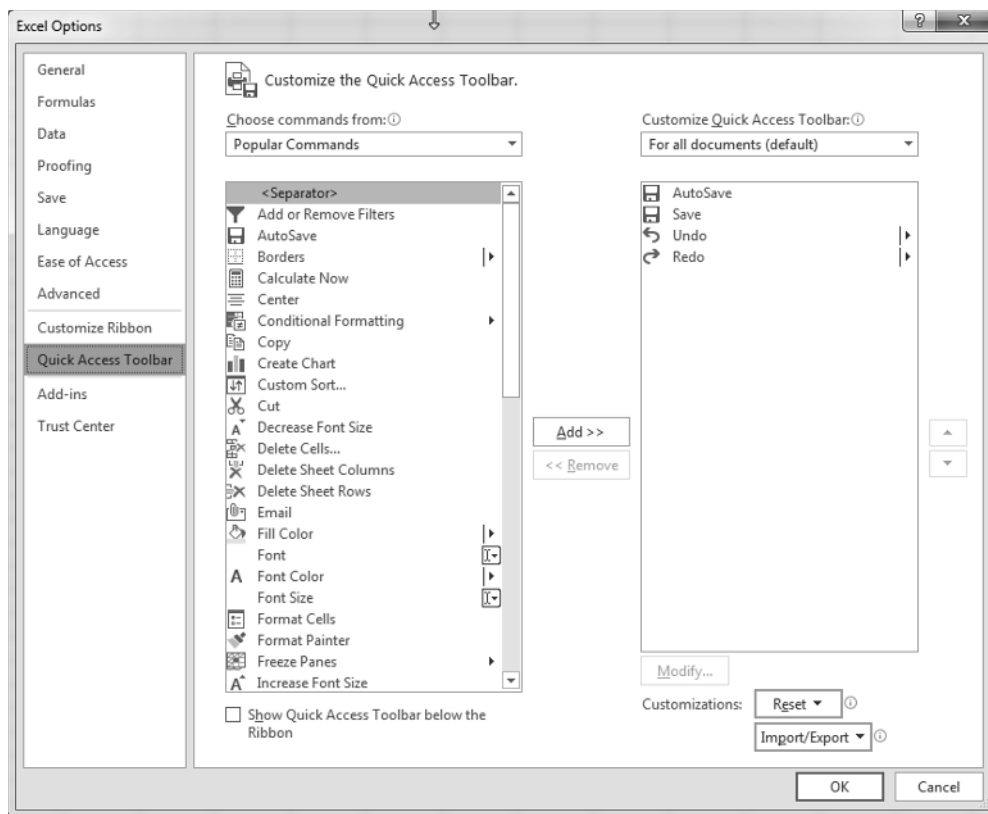 Excel Options
General
Formulas
Data
Proofing
Save
Language
Ease of Access
Advanced
Customize Ribbon
Quick Access Toolbar
Add-ins
Trust Center
Customize the Quick Access Toolbar.
Choose commands from:
Popular Commands
<Separator>
Add or Remove Filters
AutoSave
Borders
Calculate Now
Center
Conditional Formatting
Copy
Create Chart
Custom Sort...
Cut
Decrease Font Size
Delete Cells...
Delete Sheet Columns
Delete Sheet Rows
Email
Fill Color
Font
Font Color
Font Size
Format Cells
Format Painter
Freeze Panes
Increase Font Size
Show Quick Access Toolbar below the
Ribbon
Add >>
<< Remove
Customize Quick Access Toolbar:
For all documents (default)
AutoSave
Save
Undo
Redo
Modify...
Customizations:
Reset
Import/Export
OK
Cancel